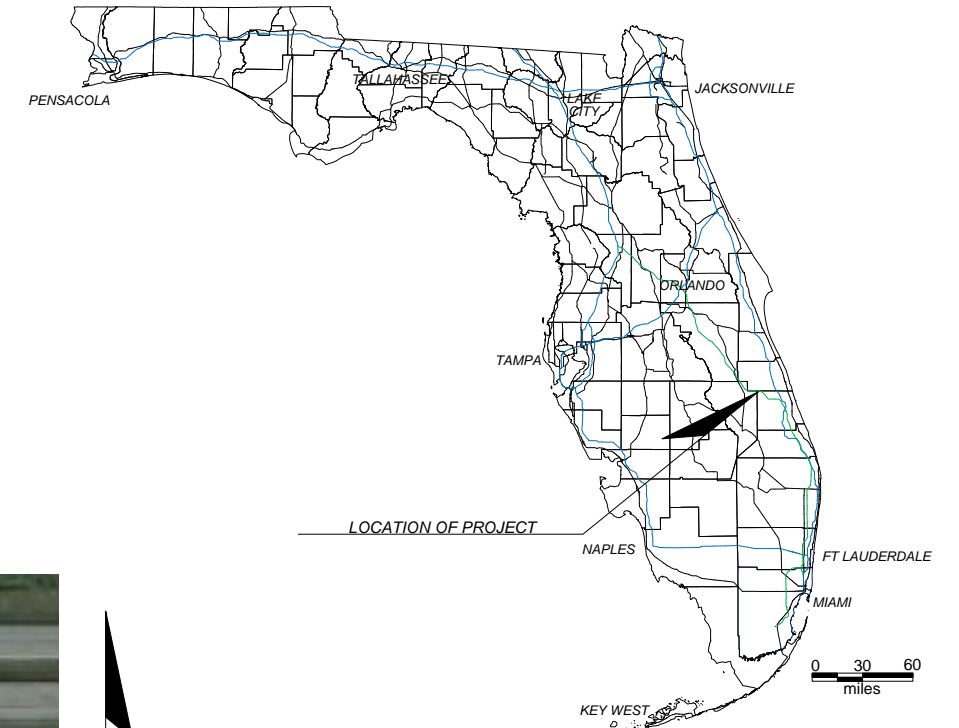 TALLAHASSEE
JACKSONVILLE
PENSACOLA
LAKE
CITY
ORLANDO
TAMPA
LOCATION OF PROJECT
NAPLES
FT LAUDERDALE
MIAMI
0 30 60
miles
KEY WEST